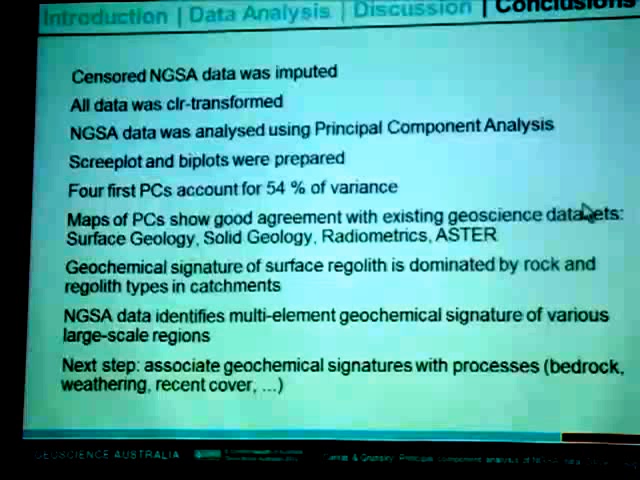 Introduction | Data Analysis | Discussion | Conclusions
Censored NGSA data was imputed
All data was clr-transformed
NGSA data was analysed using Principal Component Analysis
Screeplot and biplots were prepared
Four first PCs account for 54 % of variance
Maps of PCs show good agreement with existing geoscience datasets:
Surface Geology, Solid Geology, Radiometrics, ASTER
Geochemical signature of surface regolith is dominated by rock and
regolith types in catchments
NGSA data identifies multi-element geochemical signature of various
large-scale regions
Next step: associate geochemical signatures with processes (bedrock,
weathering, recent cover, ...)
GEOSCIENCE AUSTRALIA
Principal component analysis of